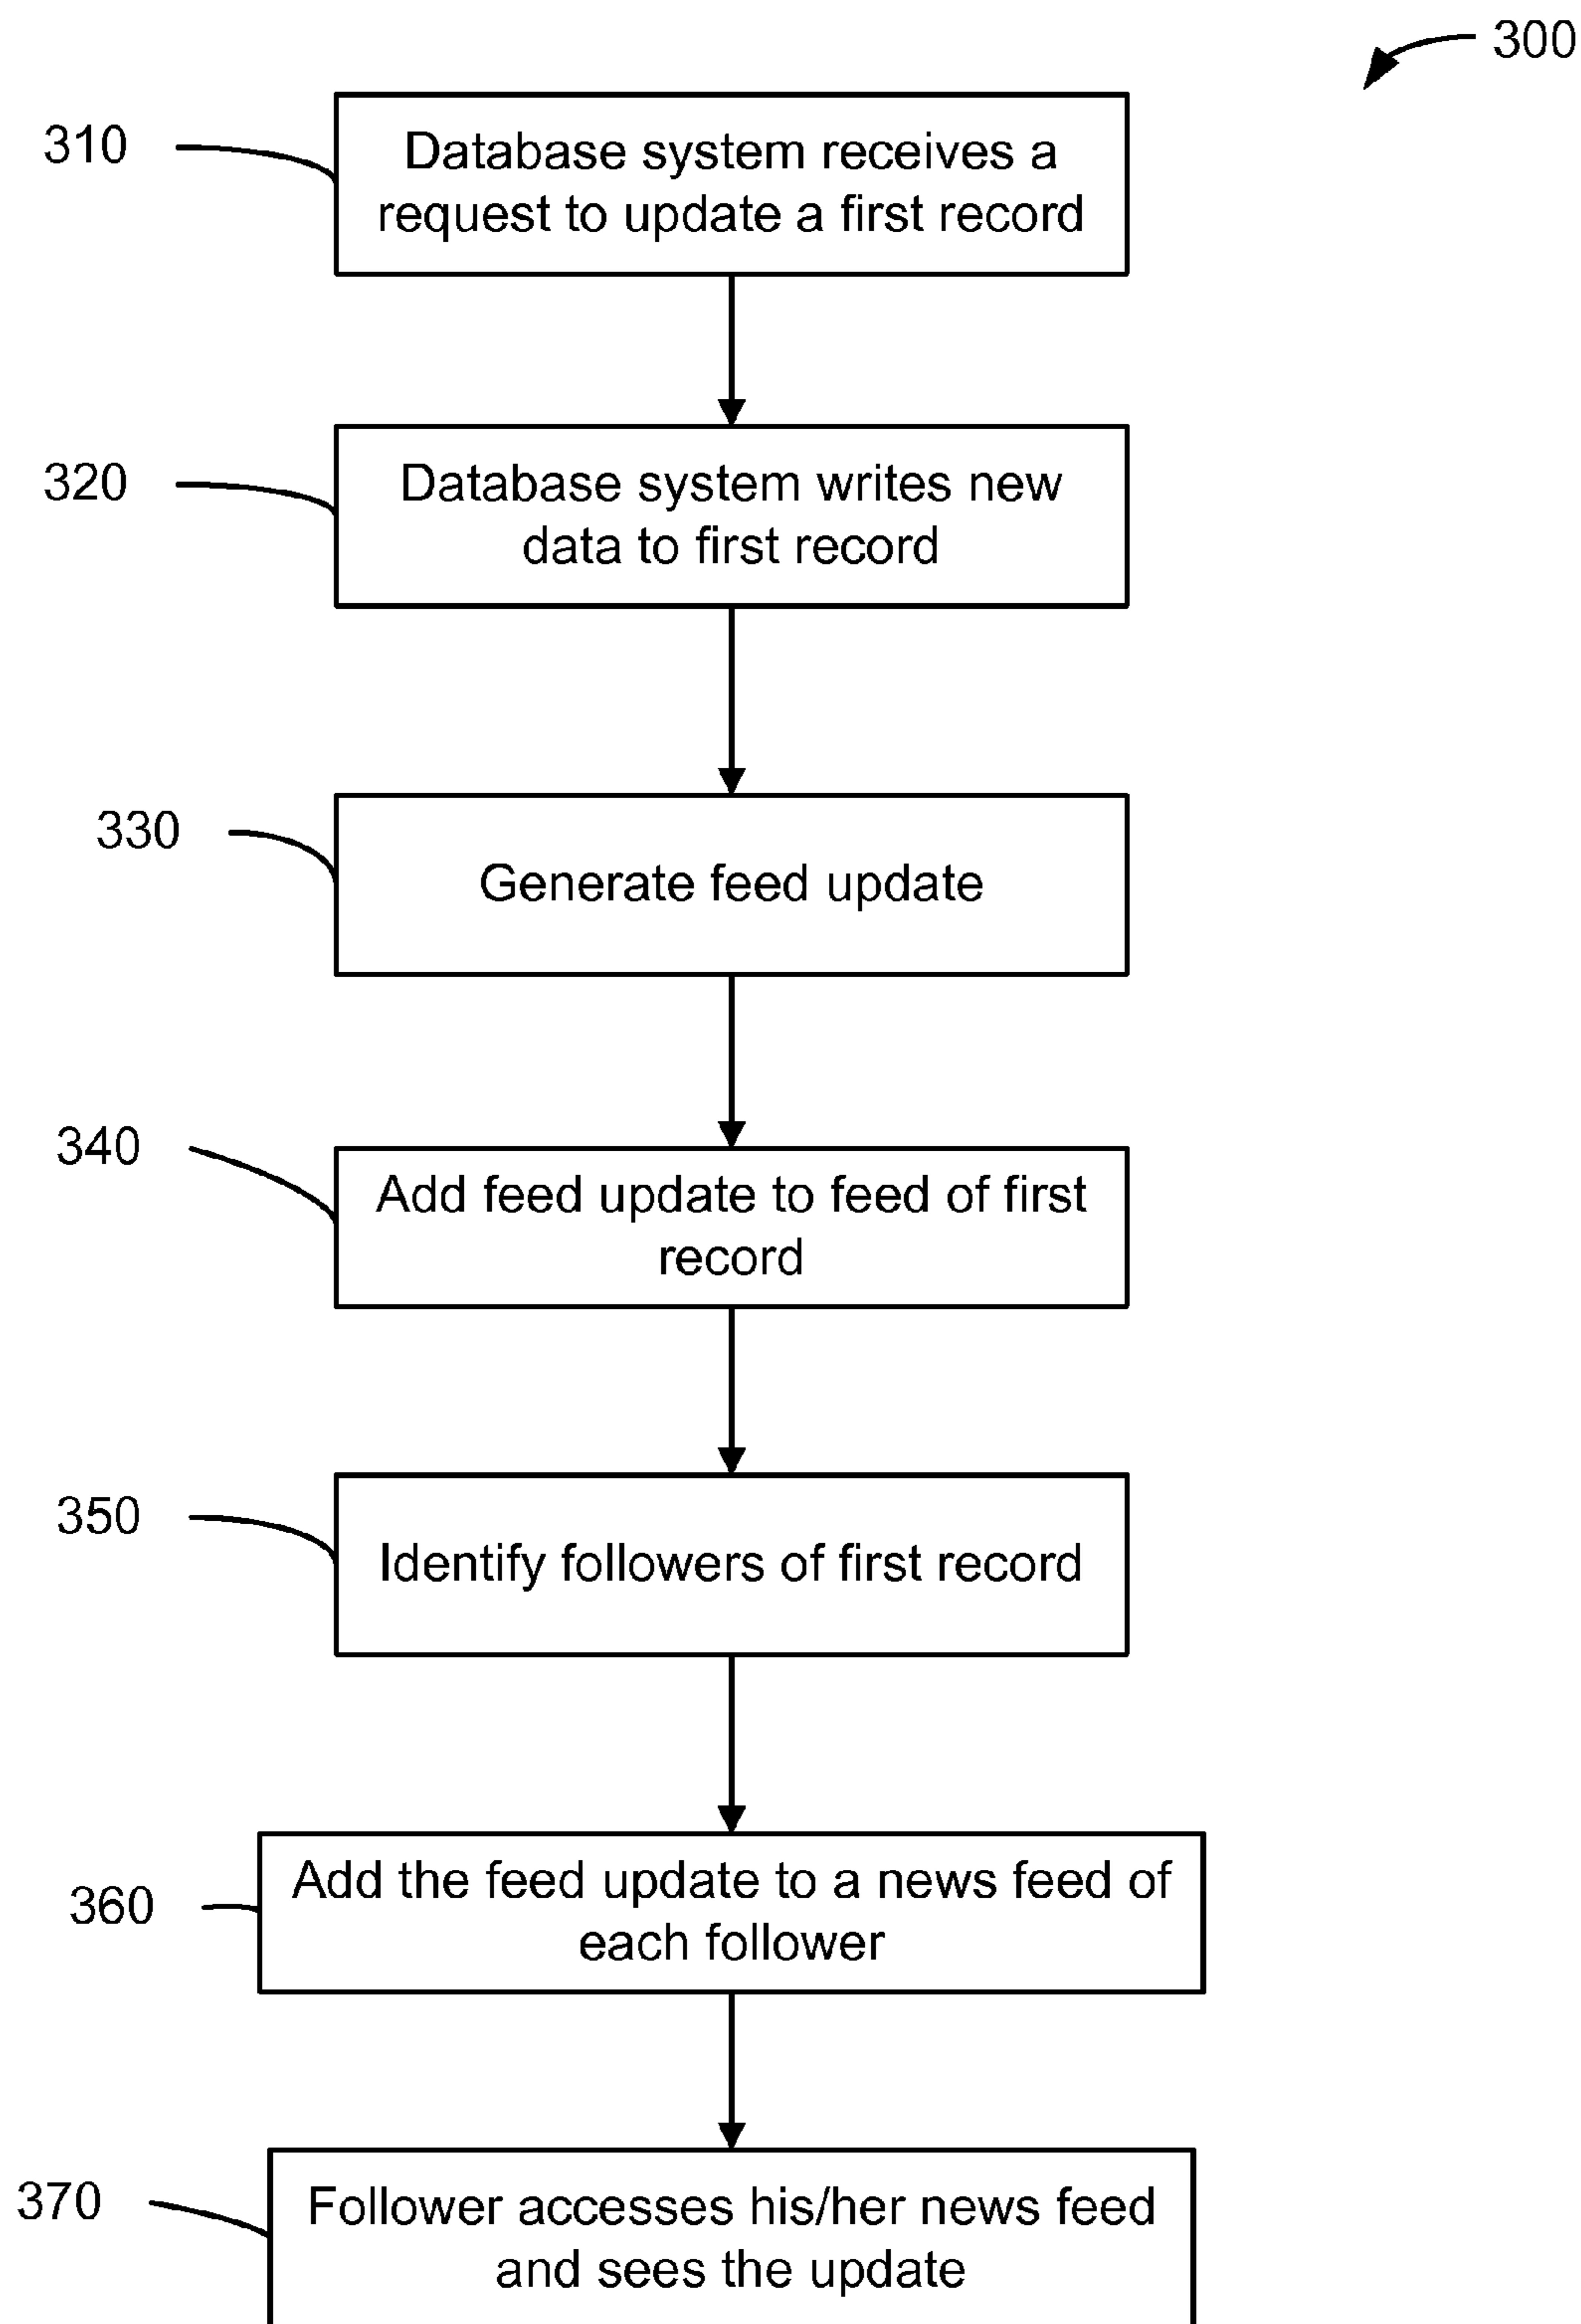 300
310
Database system receives a
request to update a first record
320
Database system writes new
data to first record
330
Generate feed update
340
Add feed update to feed of first
record
350
Identify followers of first record
360
Add the feed update to a news feed of
each follower
370
Follower accesses his/her news feed
and sees the update